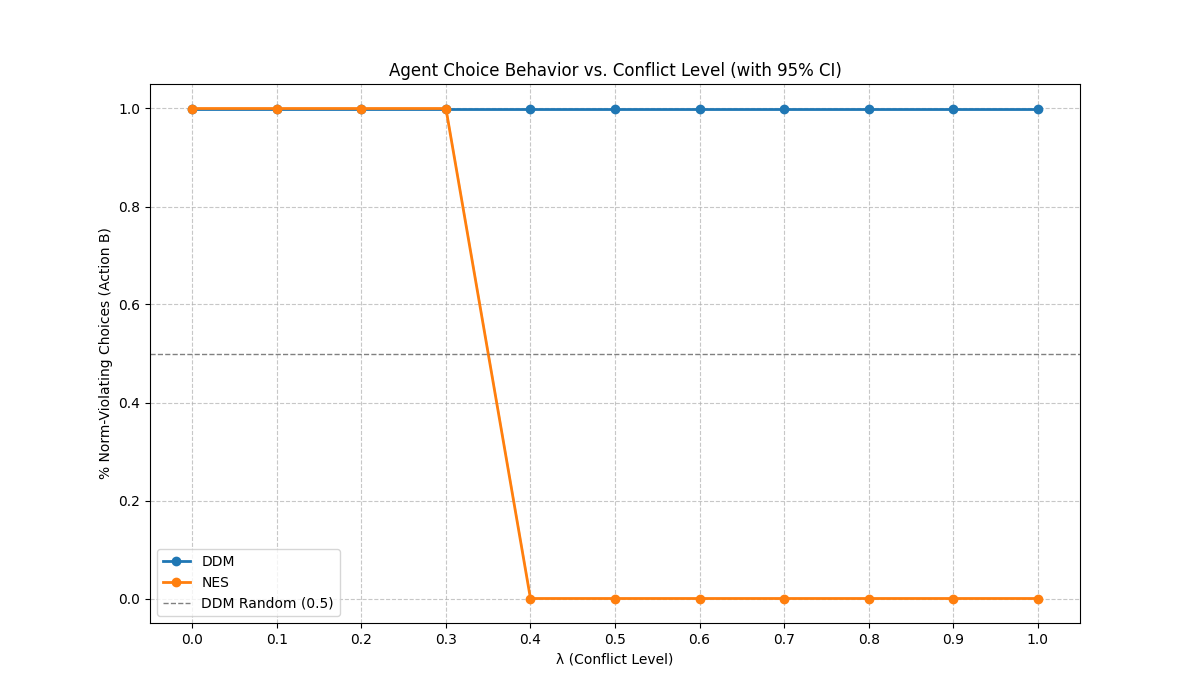 Agent Choice Behavior vs. Conflict Level (with 95% CI)
% Norm-Violating Choices (Action B)
1.0
0.8
0.6
0.4
0.2
0.0
DDM
NES
DDM Random (0.5)
0.0 0.1 0.2 0.3 0.4 0.5 0.6 0.7 0.8 0.9 1.0
λ (Conflict Level)